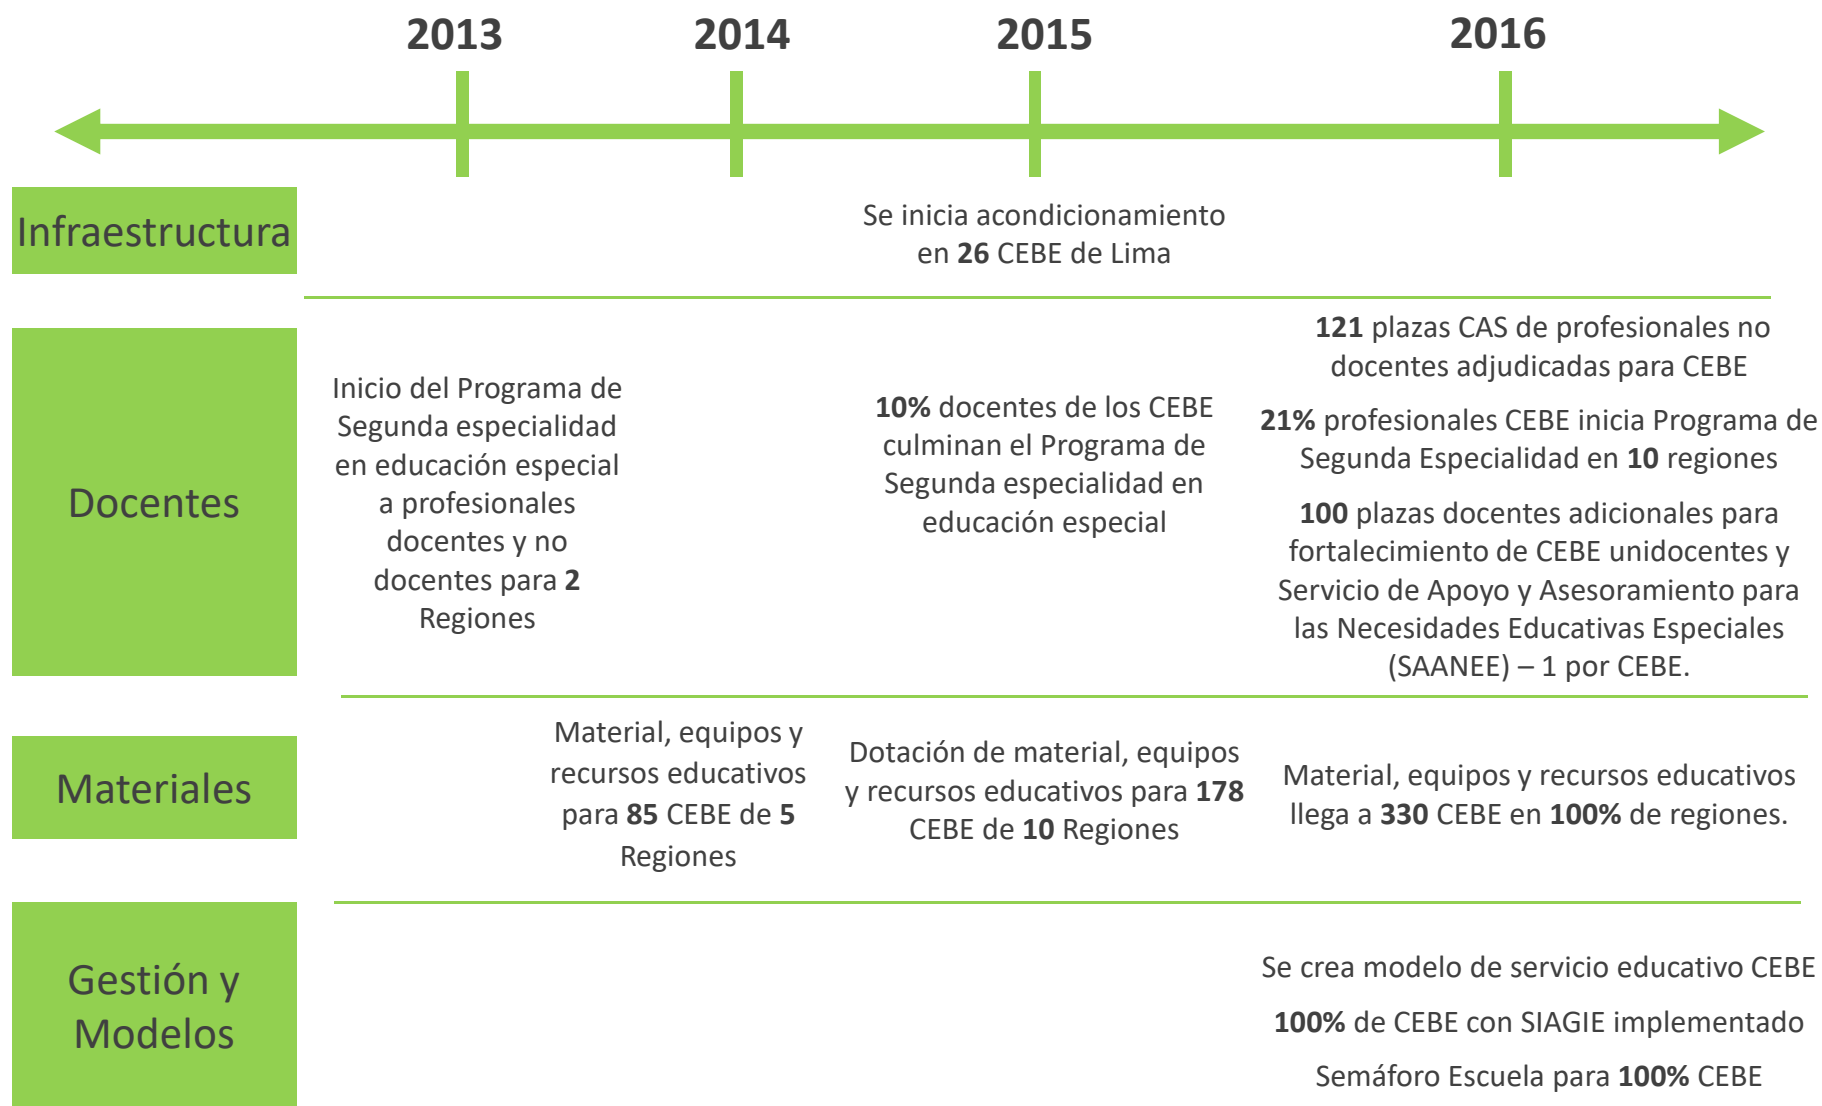 2013
2014
2015
2016
Infraestructura
Se inicia acondicionamiento
en 26 CEBE de Lima
Docentes
Inicio del Programa de
Segunda especialidad
en educación especial
a profesionales
docentes y no
docentes para 2
Regiones
10% docentes de los CEBE
culminan el Programa de
Segunda especialidad en
educación especial
121 plazas CAS de profesionales no
docentes adjudicadas para CEBE
21% profesionales CEBE inicia Programa de
Segunda Especialidad en 10 regiones
100 plazas docentes adicionales para
fortalecimiento de CEBE unidocentes y
Servicio de Apoyo y Asesoramiento para
las Necesidades Educativas Especiales
(SAANEE) – 1 por CEBE.
Materiales
Material, equipos y
recursos educativos
para 85 CEBE de 5
Regiones
Dotación de material, equipos
y recursos educativos para 178
CEBE de 10 Regiones
Material, equipos y recursos educativos
llega a 330 CEBE en 100% de regiones.
Gestión y
Modelos
Se crea modelo de servicio educativo CEBE
100% de CEBE con SIAGIE implementado
Semáforo Escuela para 100% CEBE